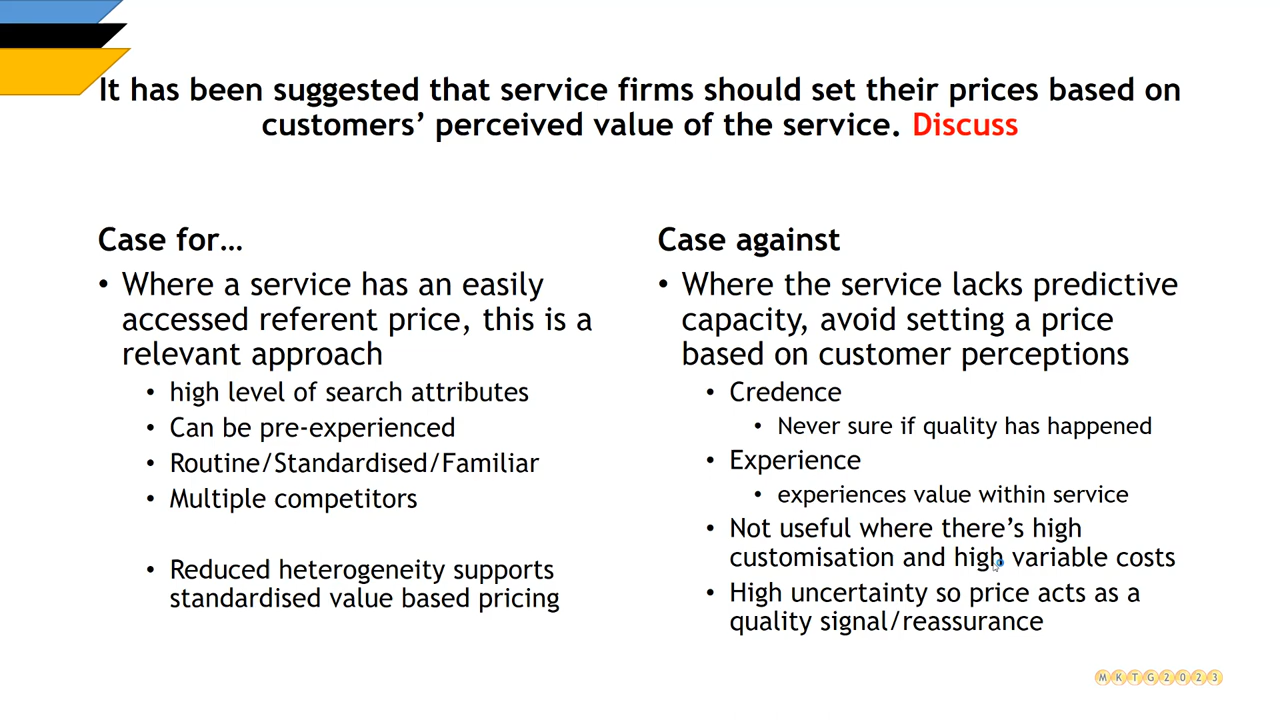 It has been suggested that service firms should set their prices based on
customers’ perceived value of the service. Discuss
Case for…
• Where a service has an easily
accessed referent price, this is a
relevant approach
• high level of search attributes
• Can be pre-experienced
• Routine/Standardised/Familiar
• Multiple competitors
• Reduced heterogeneity supports
standardised value based pricing
Case against
• Where the service lacks predictive
capacity, avoid setting a price
based on customer perceptions
• Credence
• Never sure if quality has happened
• Experience
• experiences value within service
• Not useful where there’s high
customisation and high variable costs
• High uncertainty so price acts as a
quality signal/reassurance
MKTG2023